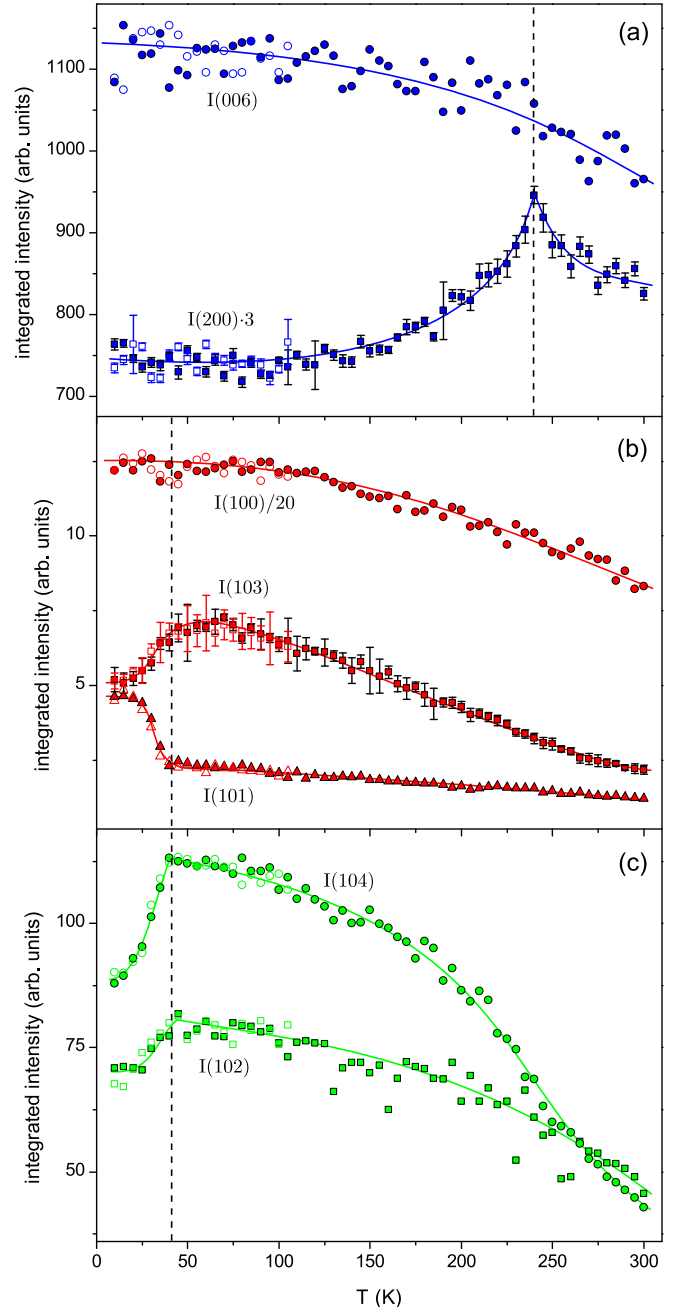 (a)
1100
I(006)
1000
900
I(200)·3
800
700
integrated intensity (arb. units)
(b)
I(100)/20
10
I(103)
5
I(101)
integrated intensity (arb. units)
(c)
I(104)
100
75
I(102)
50
integrated intensity (arb. units)
0 50 100 150 200 250 300
T (K)